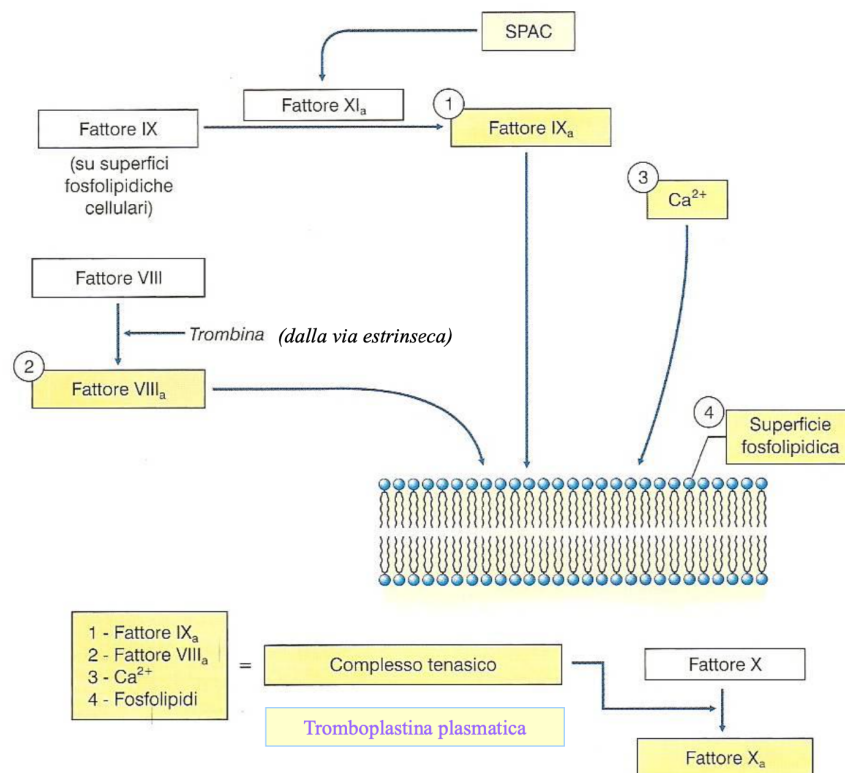 SPAC
Fattore XIa
1
Fattore IX
Fattore IXa
(su superfici
fosfolipidiche
cellulari)
3
Ca2+
Fattore VIII
Trombina (dalla via estrinseca)
2
Fattore VIIIa
4
Superficie
fosfolipidica
1 - Fattore IXa
2 - Fattore VIIIa
3 - Ca2+
4 - Fosfolipidi
=
Complesso tenasico
Fattore X
Tromboplastina plasmatica
Fattore Xa